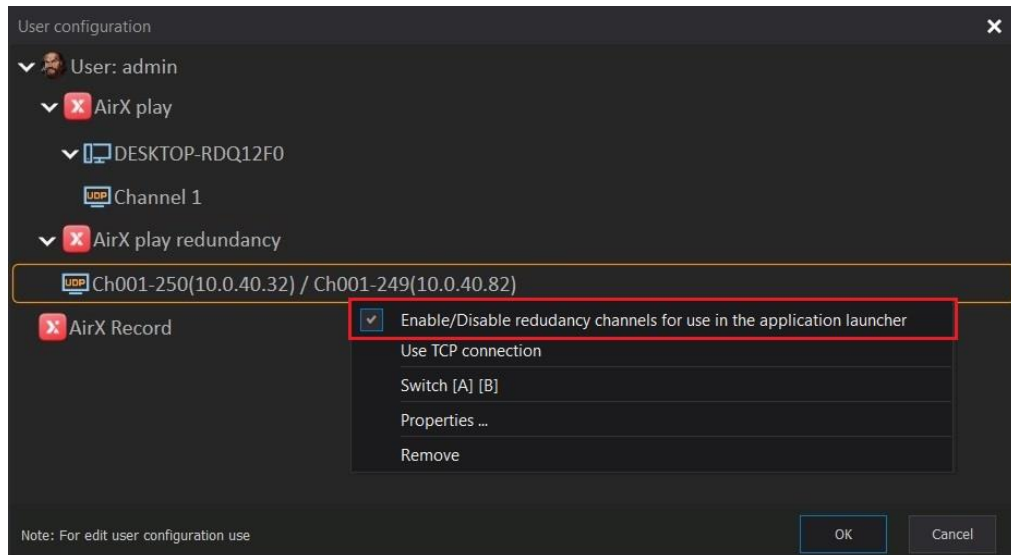 User configuration
User: admin
X AirX play
DESKTOP-RDQ12F0
UDP Channel 1
X AirX play redundancy
UDP Ch001-250(10.0.40.32) / Ch001-249(10.0.40.82)
X AirX Record
Enable/Disable redudancy channels for use in the application launcher
Use TCP connection
Switch [A] [B]
Properties ...
Remove
Note: For edit user configuration use
OK
Cancel